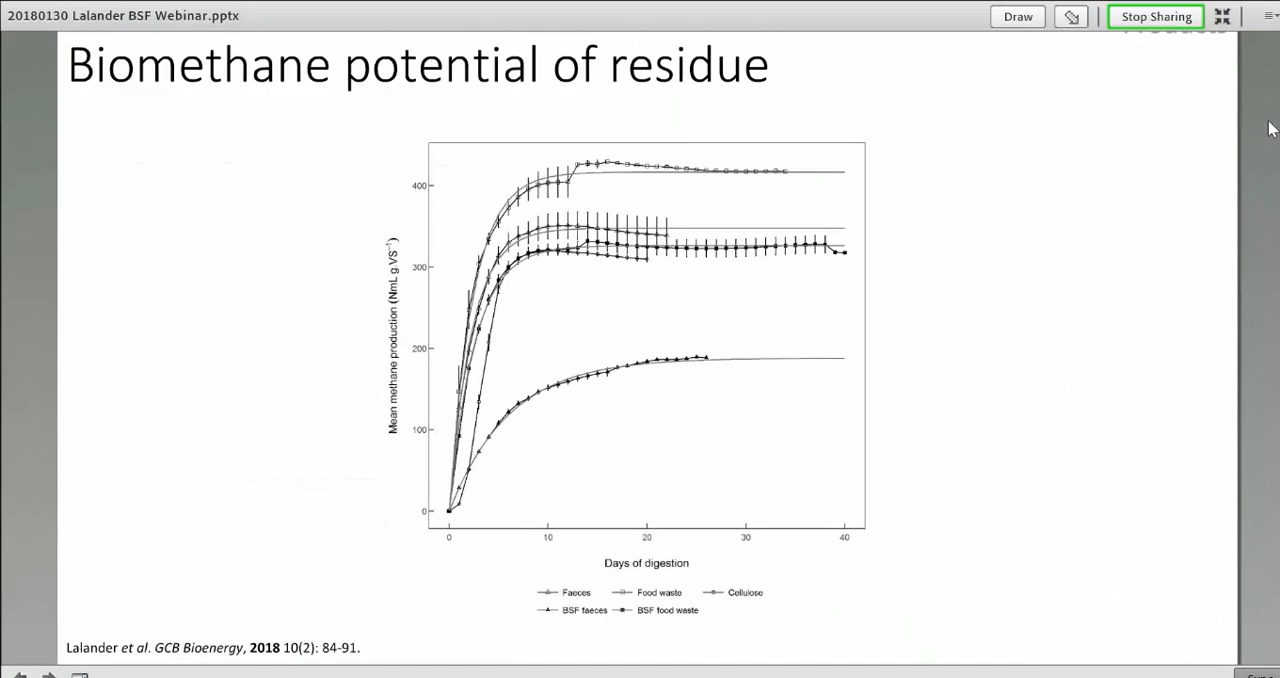 20180130 Lalander BSF Webinar.pptx
Draw
Stop Sharing
Biomethane potential of residue
Mean methane production (NmL g.VS⁻¹)
400
300
200
100
0
0 10 20 30 40
Days of digestion
Faeces Food waste Cellulose
BSF faeces BSF food waste
Lalander et al. GCB Bioenergy, 2018 10(2): 84-91.